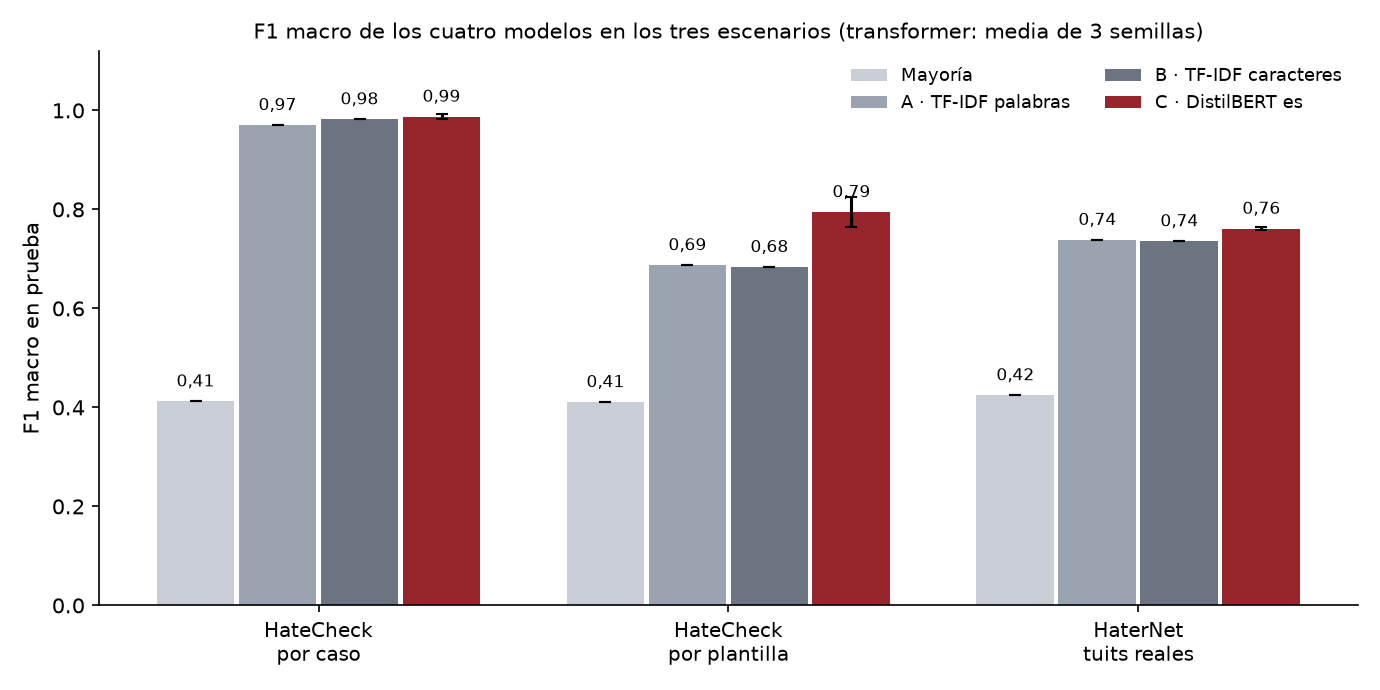 F1 macro de los cuatro modelos en los tres escenarios (transformer: media de 3 semillas)
Mayoría
A · TF-IDF palabras
B · TF-IDF caracteres
C · DistilBERT es
F1 macro en prueba
1.0
0.8
0.6
0.4
0.2
0.0
0,41
0,97
0,98
0,99
0,41
0,69
0,68
0,79
0,42
0,74
0,74
0,76
HateCheck
por caso
HateCheck
por plantilla
HaterNet
tuits reales